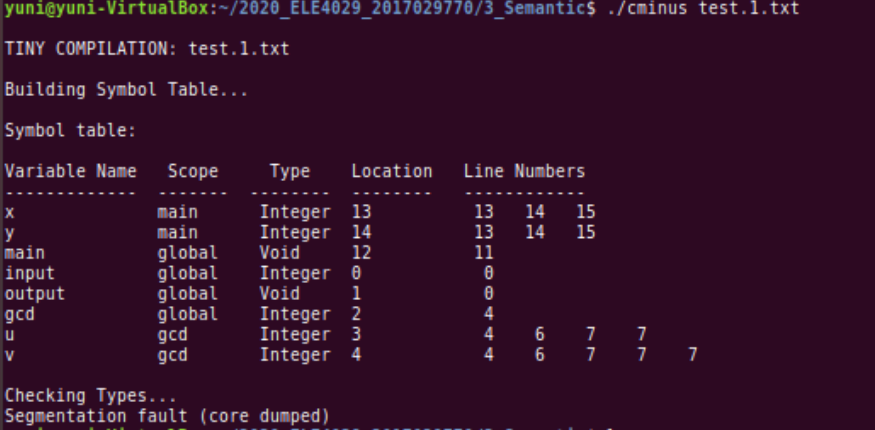 yuni@yuni-VirtualBox:~/2020_ELE4029_2017029770/3_Semantic$ ./cminus test.1.txt
TINY COMPILATION: test.1.txt
Building Symbol Table...
Symbol table:
Variable Name   Scope     Type    Location   Line Numbers
-------------  -------  --------  --------   ------------
x              main     Integer  13          13   14   15
y              main     Integer  14          13   14   15
main           global   Void     12          11
input          global   Integer  0            0
output         global   Void     1            0
gcd            global   Integer  2            4
u              gcd      Integer  3            4    6    7    7
v              gcd      Integer  4            4    6    7    7    7
Checking Types...
Segmentation fault (core dumped)